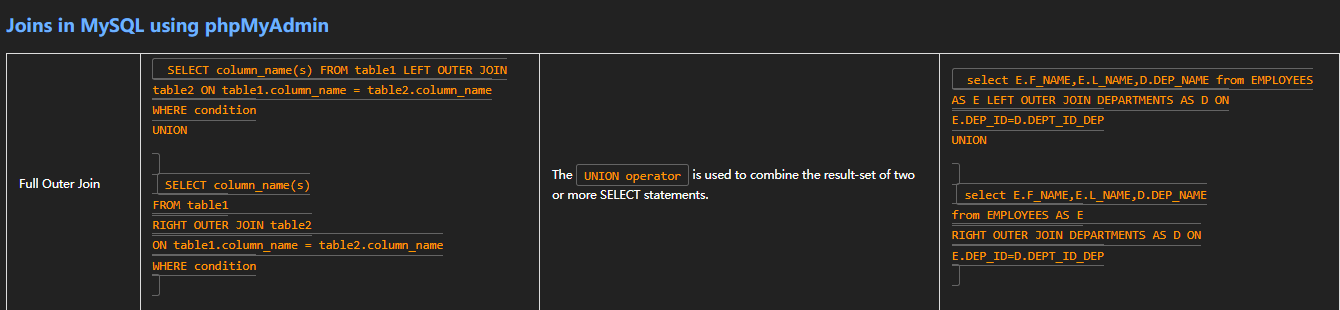 Joins in MySQL using phpMyAdmin
Full Outer Join
SELECT column_name(s) FROM table1 LEFT OUTER JOIN
table2 ON table1.column_name = table2.column_name
WHERE condition
UNION
SELECT column_name(s)
FROM table1
RIGHT OUTER JOIN table2
ON table1.column_name = table2.column_name
WHERE condition
The UNION operator is used to combine the result-set of two
or more SELECT statements.
select E.F_NAME,E.L_NAME,D.DEP_NAME from EMPLOYEES
AS E LEFT OUTER JOIN DEPARTMENTS AS D ON
E.DEP_ID=D.DEPT_ID_DEP
UNION
select E.F_NAME,E.L_NAME,D.DEP_NAME
from EMPLOYEES AS E
RIGHT OUTER JOIN DEPARTMENTS AS D ON
E.DEP_ID=D.DEPT_ID_DEP